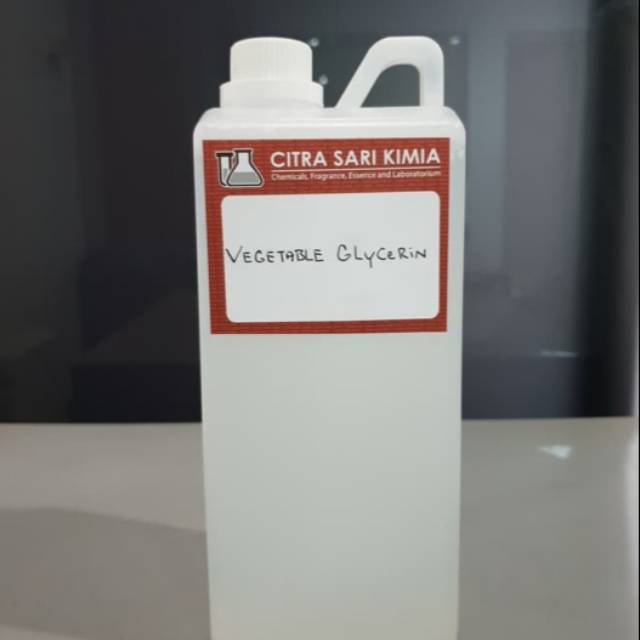 CITRA SARI KIMIA
Chemicals, Fragrance, Essence and Laboratorium
VEGETABLE GLYCERIN